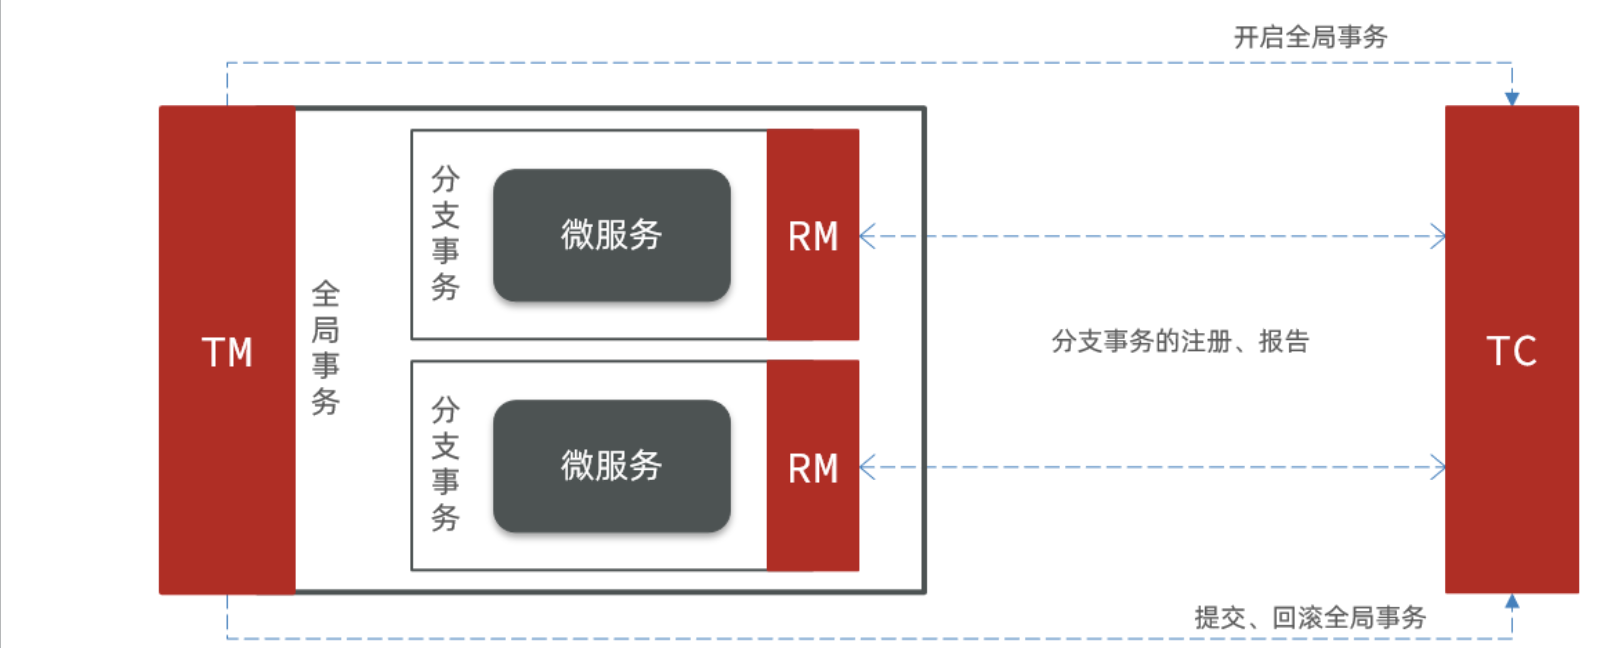 开启全局事务
TM
全局事务
分支事务
微服务
RM
分支事务的注册、报告
TC
分支事务
微服务
RM
提交、回滚全局事务